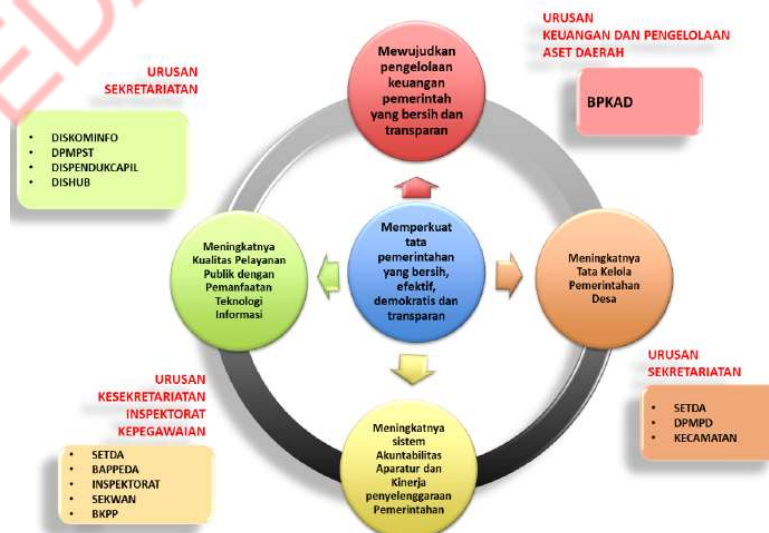 URUSAN
KEUANGAN DAN PENGELOLAAN
ASET DAERAH
BPKAD
Mewujudkan
pengelolaan
keuangan
pemerintah
yang bersih dan
transparan
URUSAN
SEKRETARIATAN
• DISKOMINFO
• DPMPST
• DISPENDUKCAPIL
• DISHUB
Meningkatnya
Kualitas Pelayanan
Publik dengan
Pemanfaatan
Teknologi
Informasi
Memperkuat
tata
pemerintahan
yang bersih,
efektif,
demokratis dan
transparan
Meningkatnya
Tata Kelola
Pemerintahan
Desa
URUSAN
SEKRETARIATAN
• SETDA
• DPMPD
• KECAMATAN
URUSAN
KESEKRETARIATAN
INSPEKTORAT
KEPEGAWAIAN
• SETDA
• BAPPEDA
• INSPEKTORAT
• SEKWAN
• BKPP
Meningkatnya
sistem
Akuntabilitas
Aparatur dan
Kinerja
penyelenggaraan
Pemerintahan